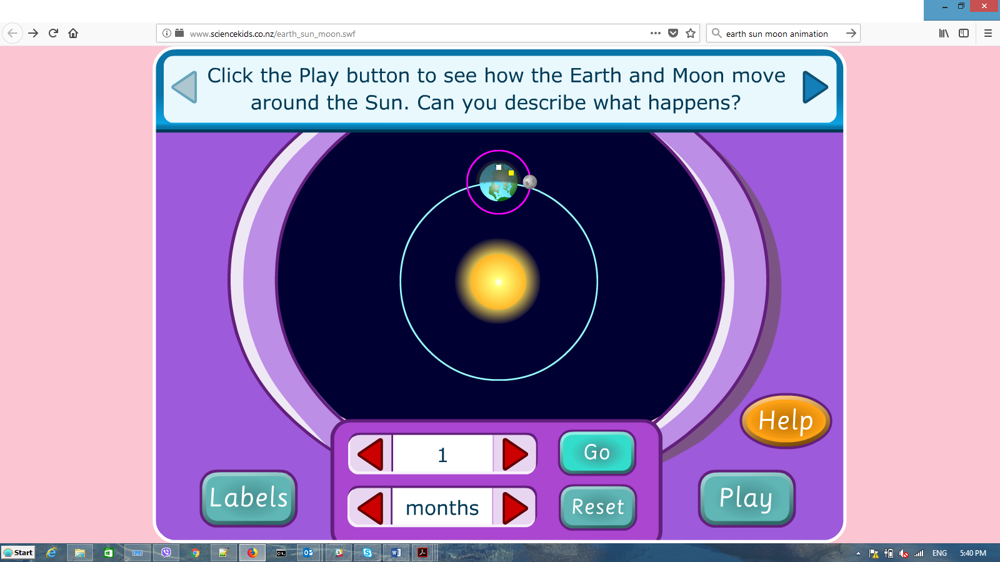 www.sciencekids.co.nz/earth_sun_moon.swf
earth sun moon animation
Click the Play button to see how the Earth and Moon move
around the Sun. Can you describe what happens?
Help
1
Go
Labels
months
Reset
Play
Start
C:\
ENG
5:40 PM